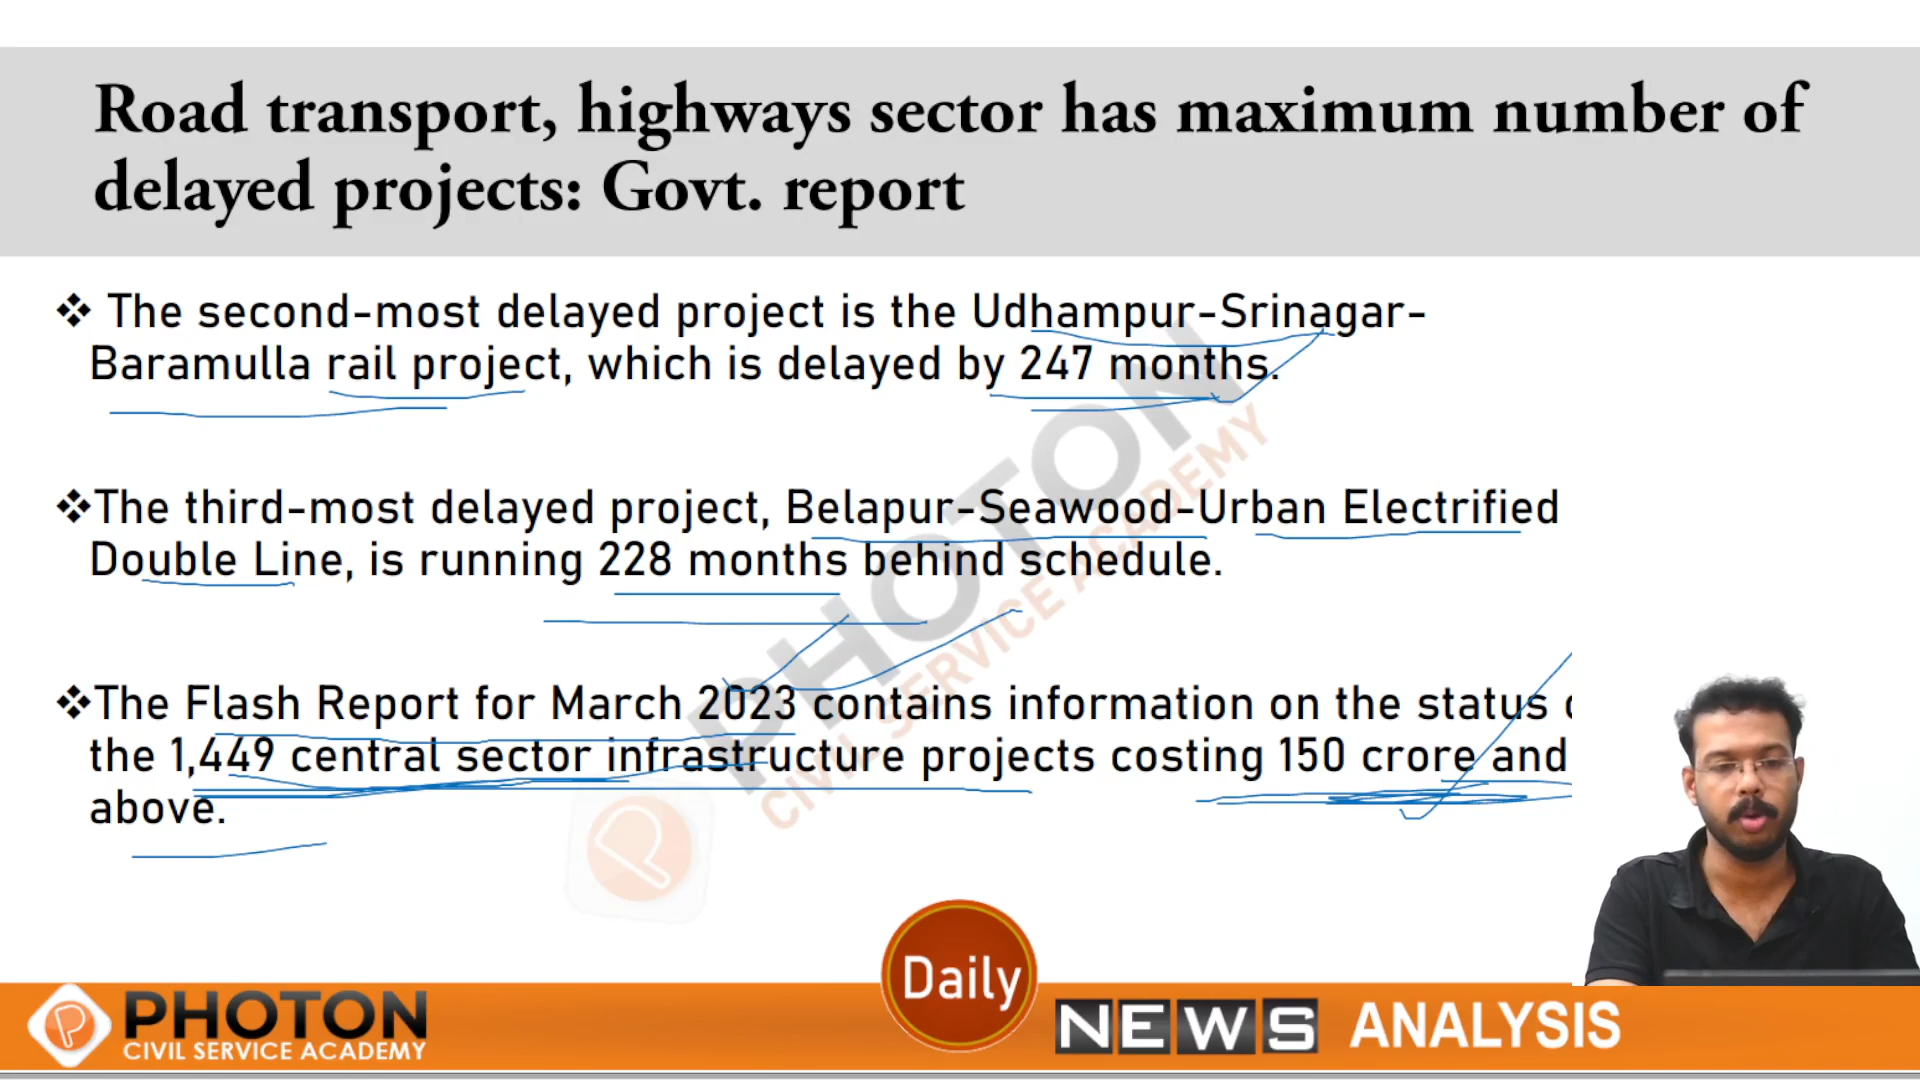 Road transport, highways sector has maximum number of
delayed projects: Govt. report
❖ The second-most delayed project is the Udhampur-Srinagar-
Baramulla rail project, which is delayed by 247 months.
❖The third-most delayed project, Belapur-Seawood-Urban Electrified
Double Line, is running 228 months behind schedule.
❖The Flash Report for March 2023 contains information on the status
the 1,449 central sector infrastructure projects costing 150 crore and
above.
PHOTON
CIVIL SERVICE ACADEMY
Daily
NEWS ANALYSIS
PHOTON
CIVIL SERVICE ACADEMY